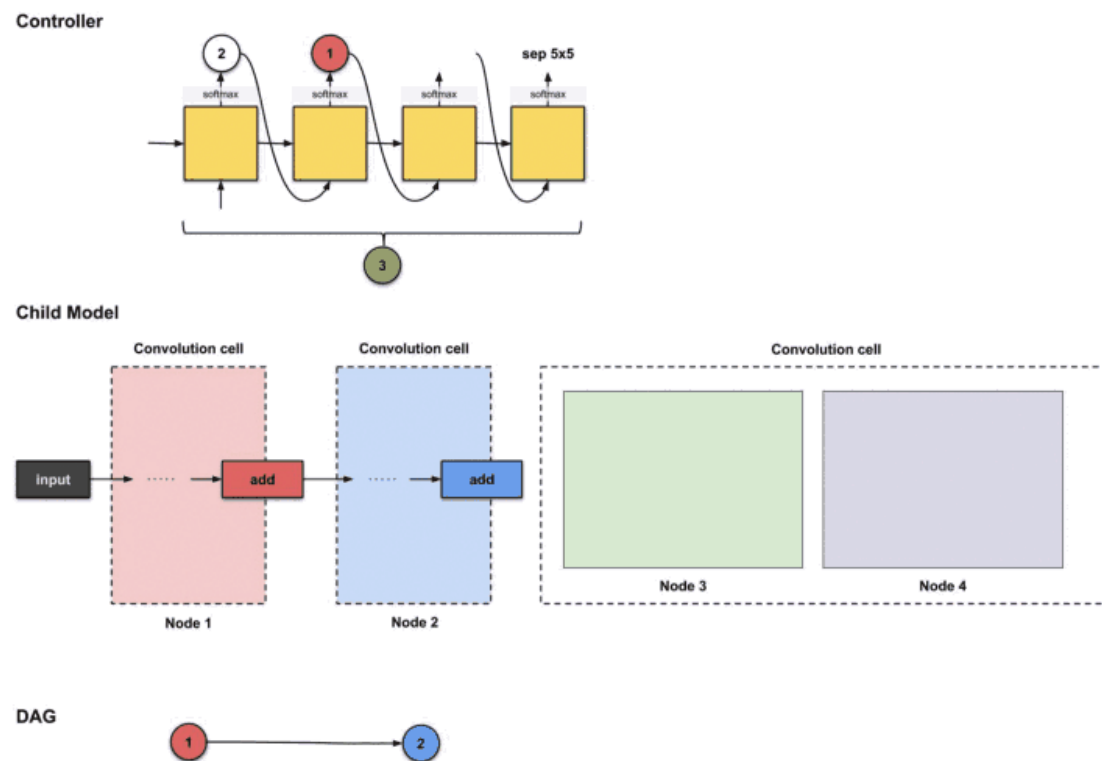 Controller
2
1
sep 5x5
softmax
softmax
softmax
softmax
3
Child Model
Convolution cell
Convolution cell
Convolution cell
input
.....
add
.....
add
Node 1
Node 2
Node 3
Node 4
DAG
1
2